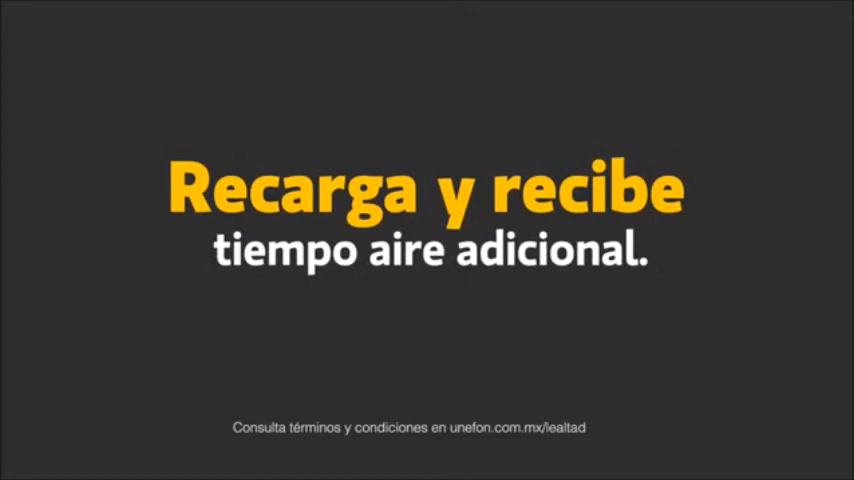 Recarga y recibe
tiempo aire adicional.
Consulta términos y condiciones en unefon.com.mx/lealtad